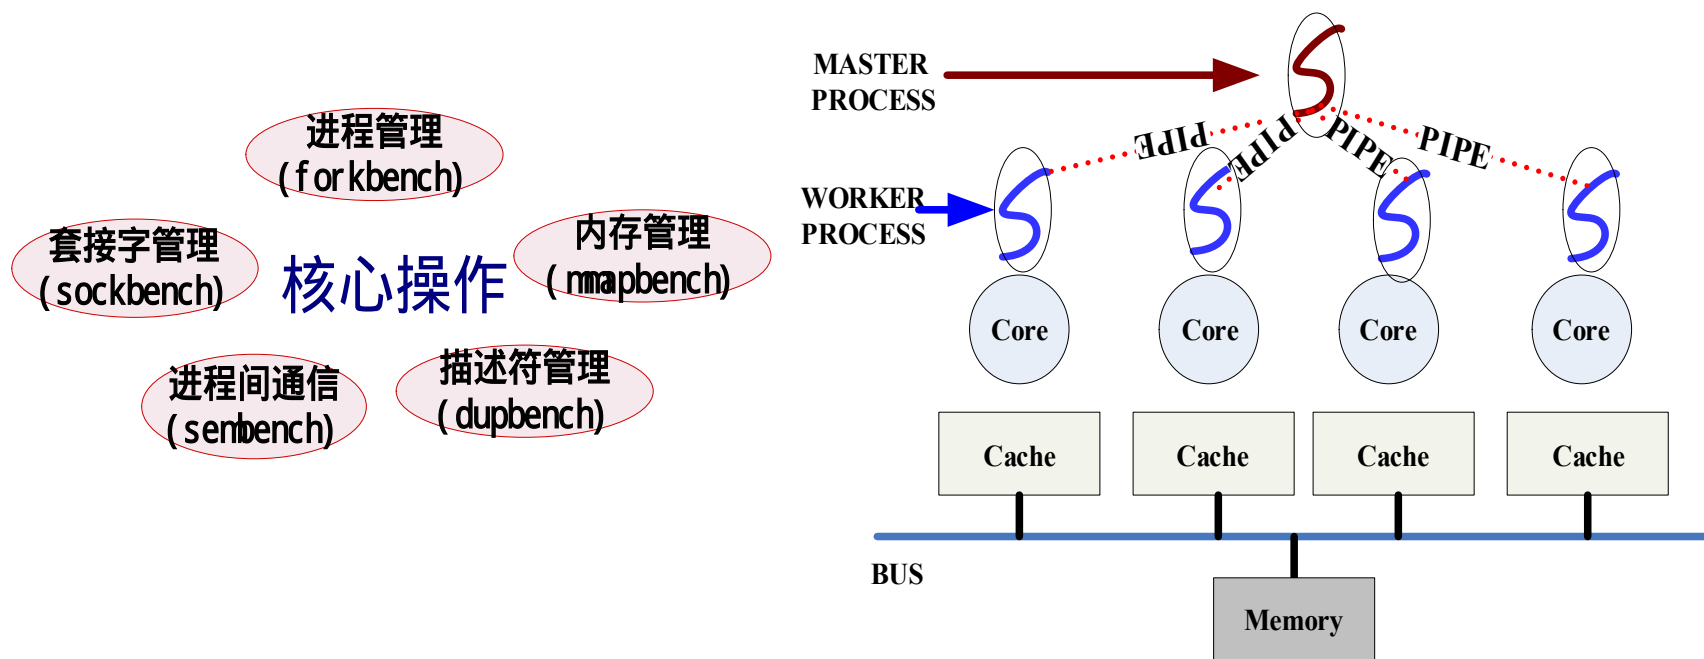 进程管理
(forkbench)
套接字管理
(sockbench)
核心操作
内存管理
(mmapbench)
进程间通信
(sembench)
描述符管理
(dupbench)
MASTER
PROCESS
PIPE
PIPE
PIPE
PIPE
WORKER
PROCESS
Core
Core
Core
Core
Cache
Cache
Cache
Cache
BUS
Memory